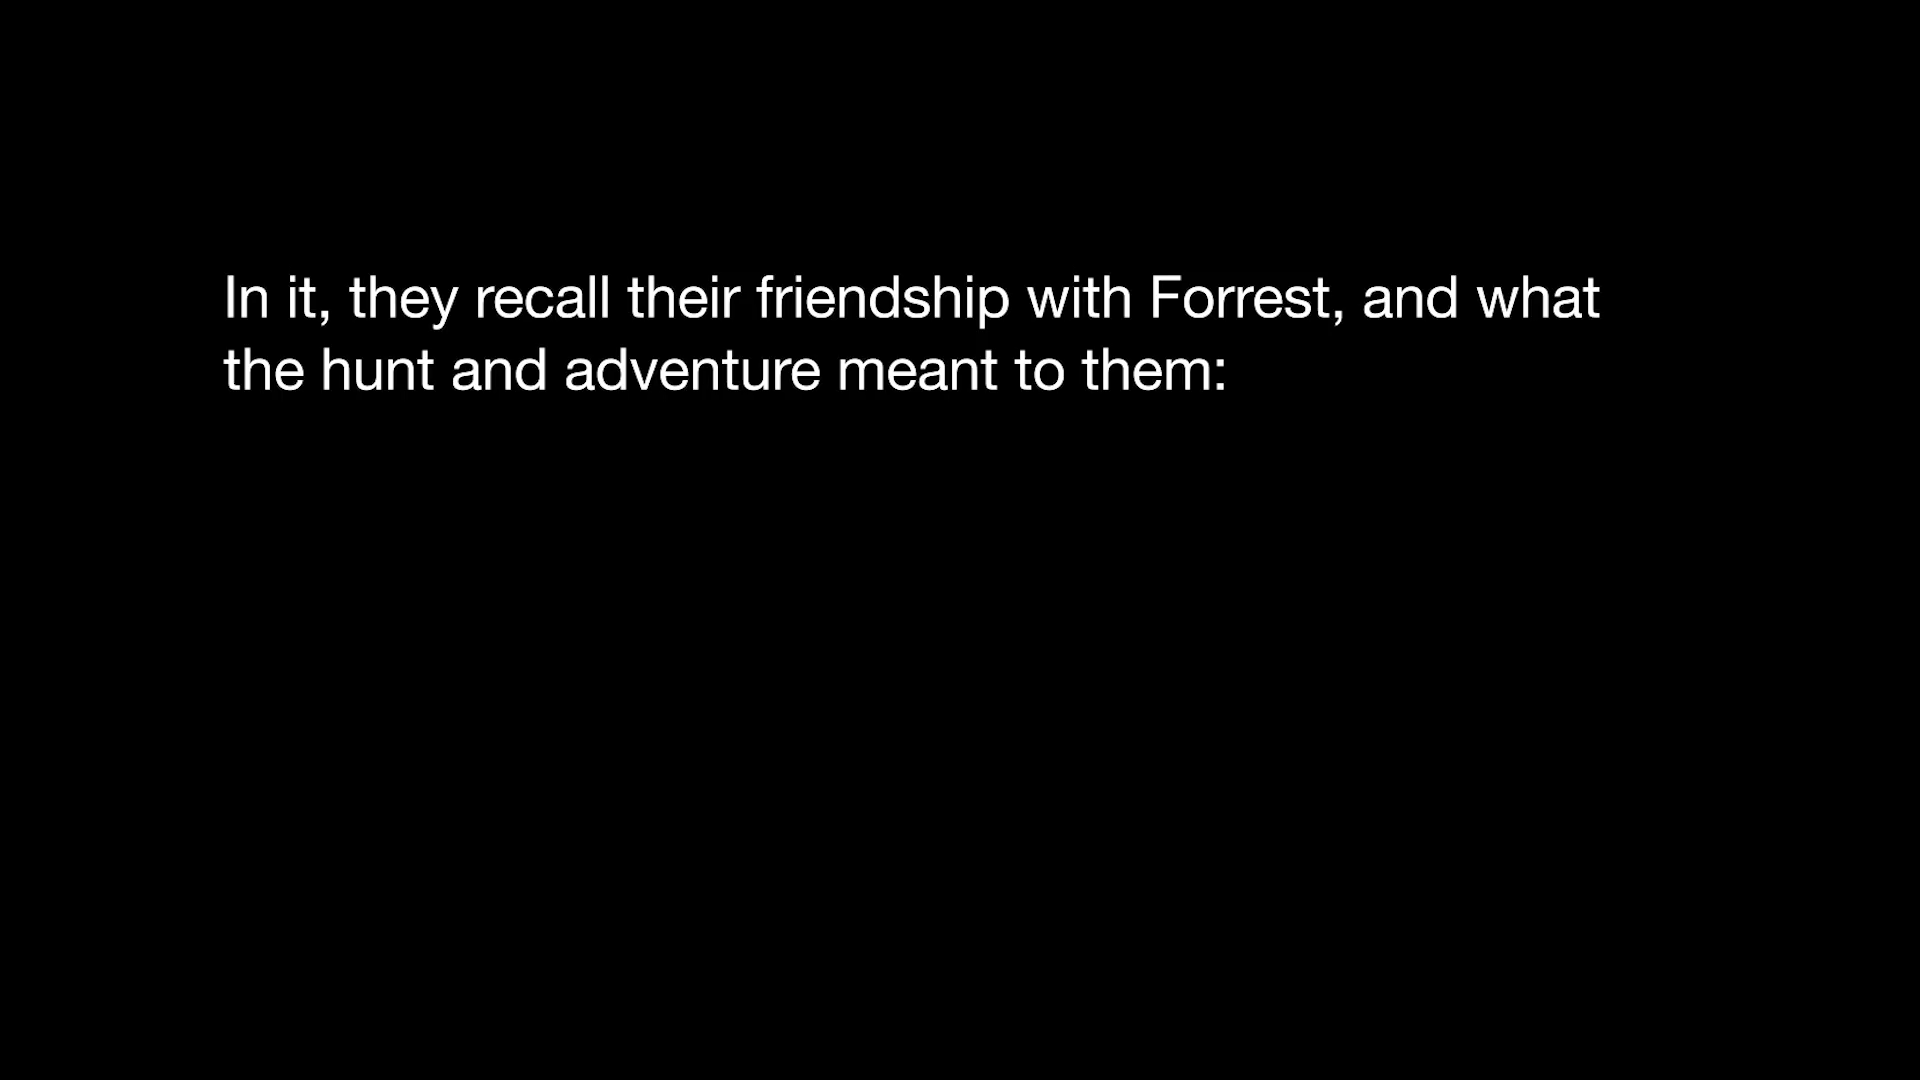 In it, they recall their friendship with Forrest, and what
the hunt and adventure meant to them: